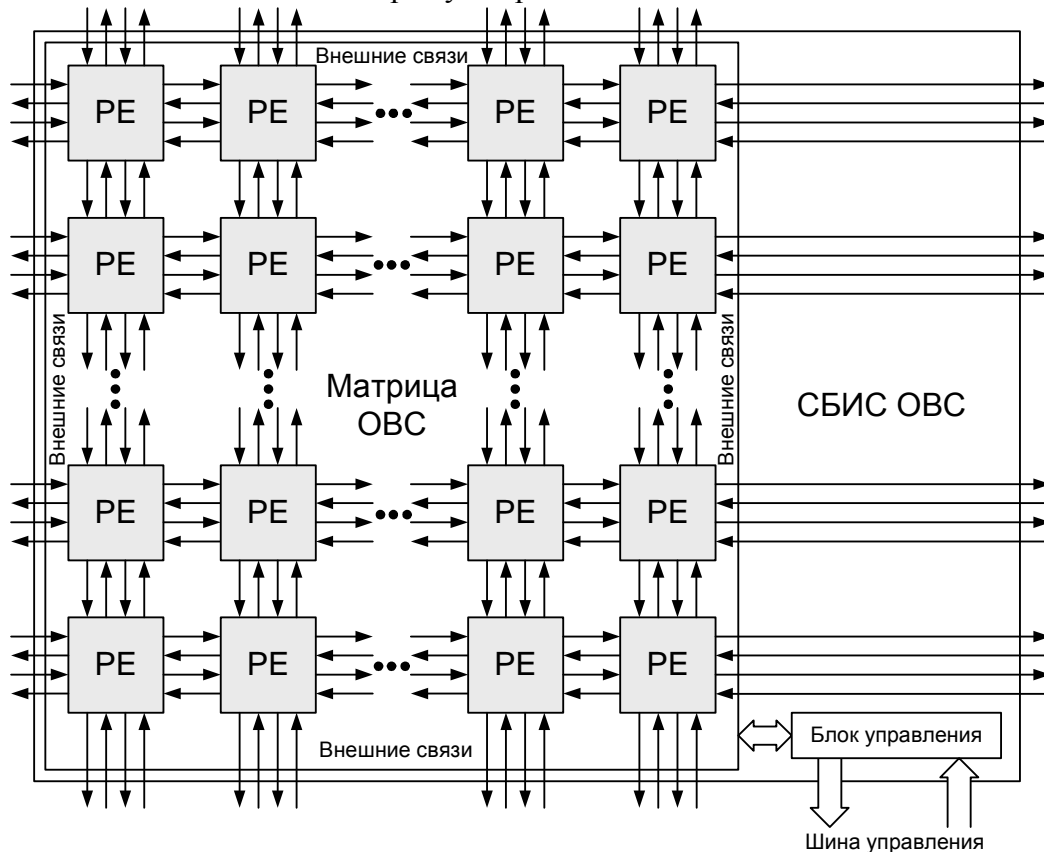 Внешние связи
PE PE PE PE
PE PE PE PE
Внешние связи
Матрица
ОВС
Внешние связи
СБИС ОВС
PE PE PE PE
PE PE PE PE
Внешние связи
Блок управления
Шина управления